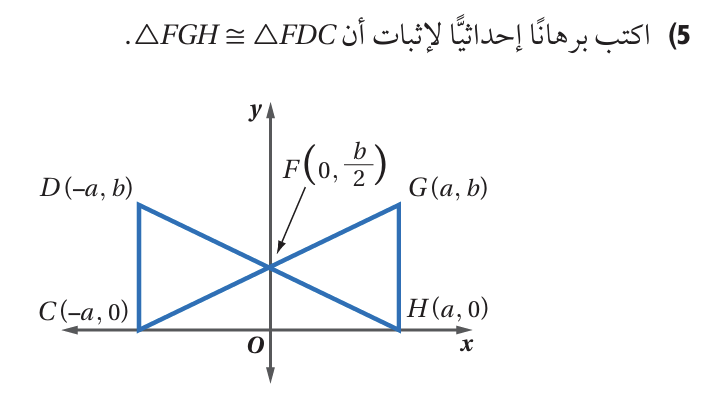 5) اكتب برهانًا إحداثيًّا لإثبات أن △FGH ≅ △FDC.
y
F(0, b/2)
D(–a, b)
G(a, b)
C(–a, 0)
H(a, 0)
O
x